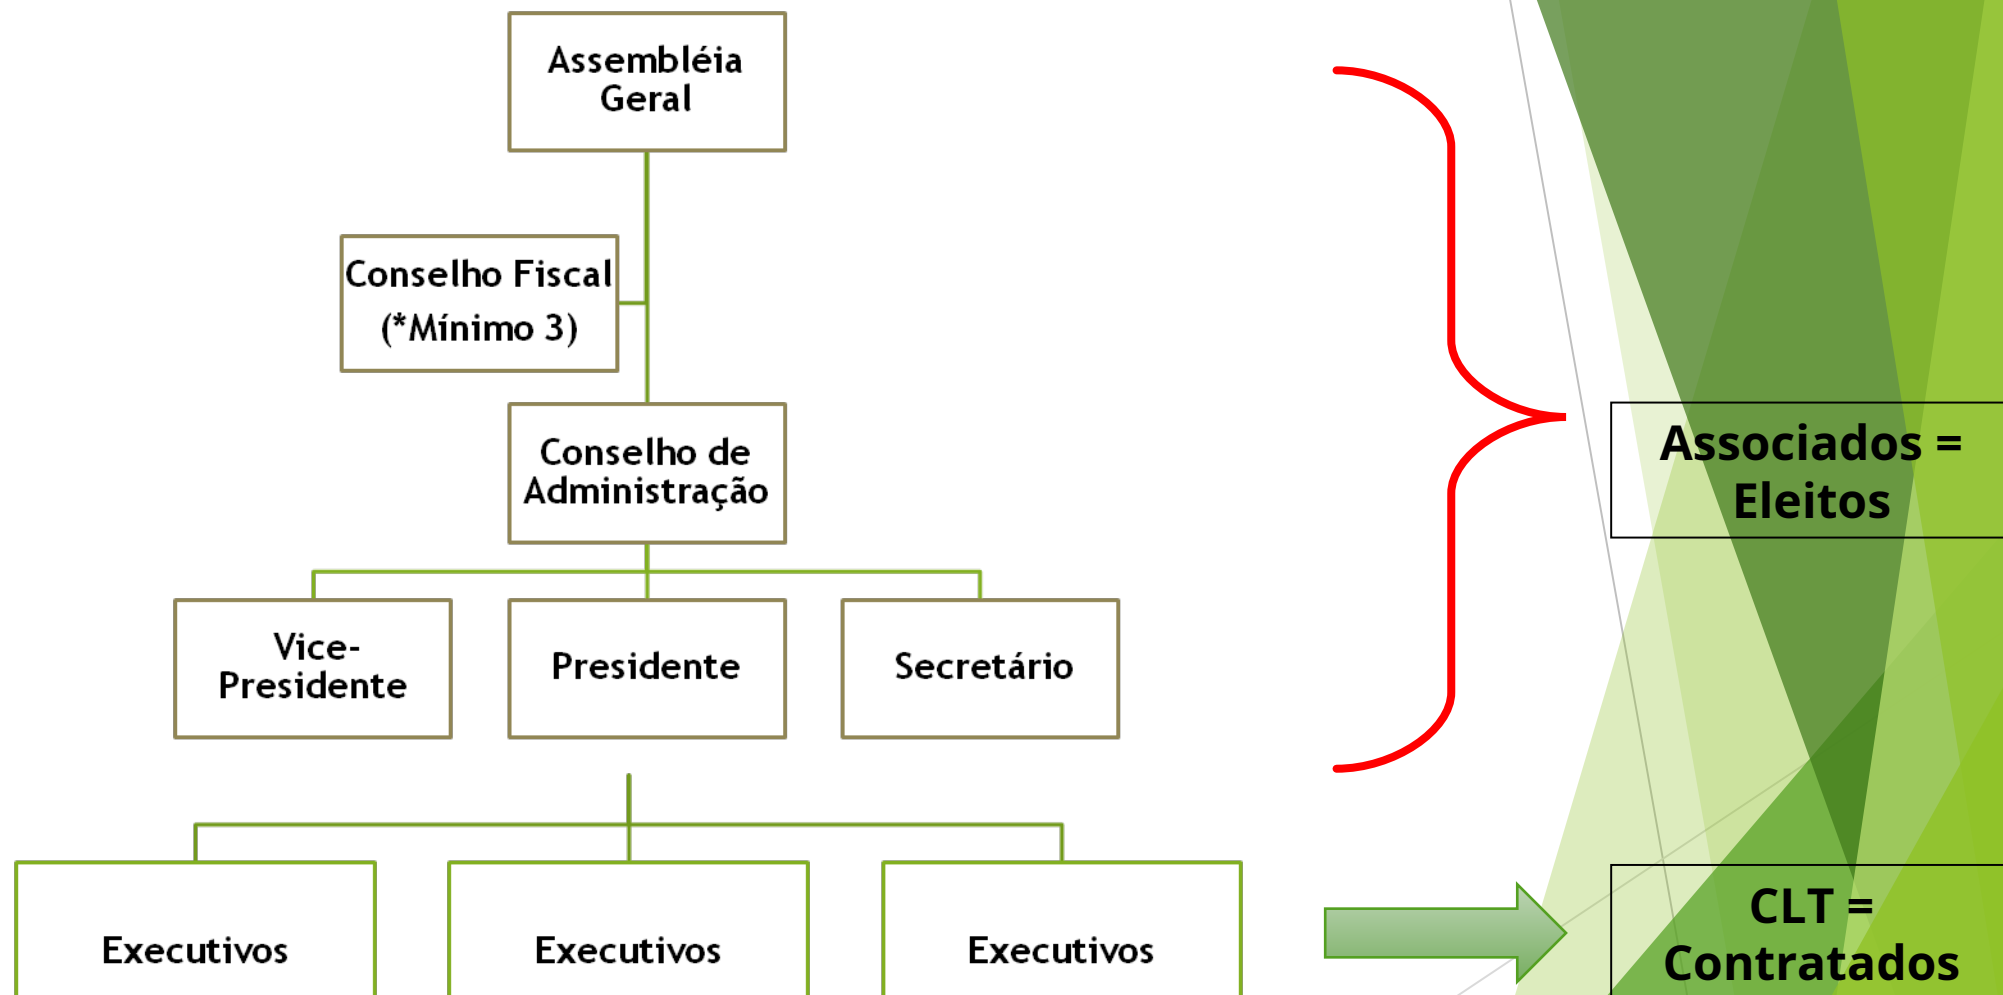 Assembléia
Geral
Conselho Fiscal
(*Mínimo 3)
Conselho de
Administração
Associados =
Eleitos
Vice-
Presidente
Presidente
Secretário
Executivos
Executivos
Executivos
CLT =
Contratados